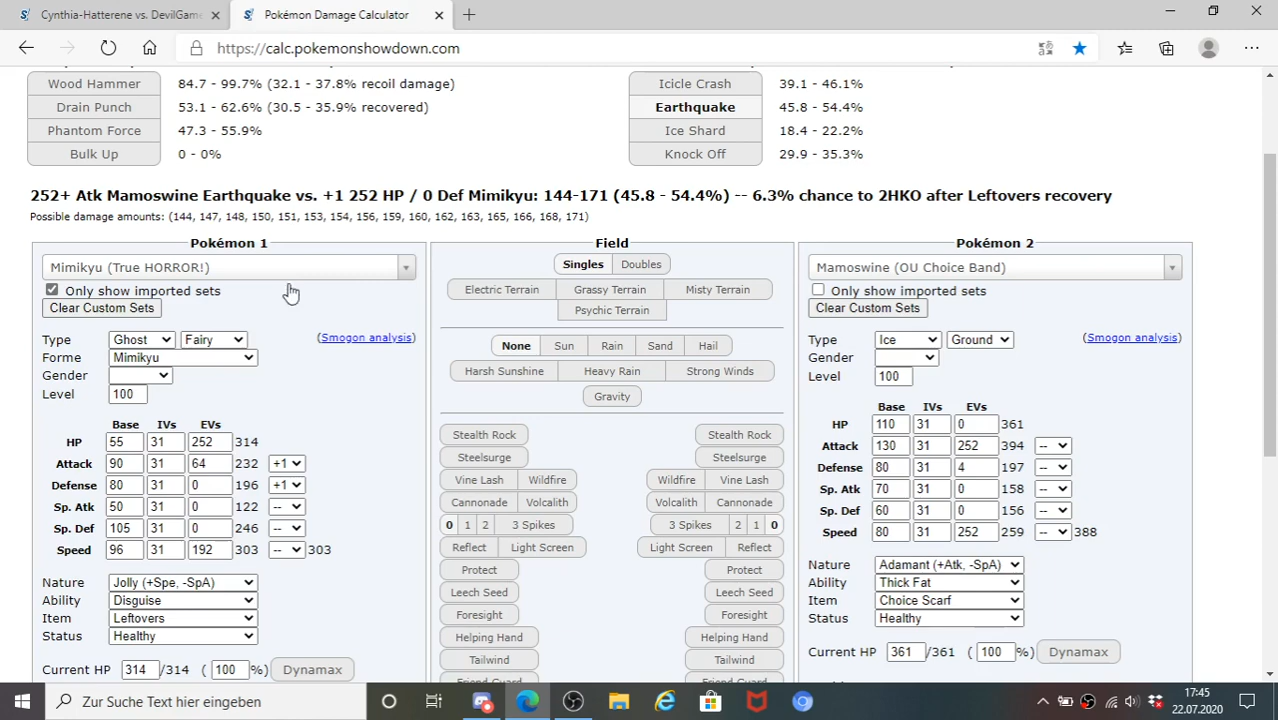 Cynthia-Hatterene vs. DevilGame
Pokémon Damage Calculator
https://calc.pokemonshowdown.com
Wood Hammer 84.7 - 99.7% (32.1 - 37.8% recoil damage) Icicle Crash 39.1 - 46.1%
Drain Punch 53.1 - 62.6% (30.5 - 35.9% recovered) Earthquake 45.8 - 54.4%
Phantom Force 47.3 - 55.9% Ice Shard 18.4 - 22.2%
Bulk Up 0 - 0% Knock Off 29.9 - 35.3%
252+ Atk Mamoswine Earthquake vs. +1 252 HP / 0 Def Mimikyu: 144-171 (45.8 - 54.4%) -- 6.3% chance to 2HKO after Leftovers recovery
Possible damage amounts: (144, 147, 148, 150, 151, 153, 154, 156, 159, 160, 162, 163, 165, 166, 168, 171)
Pokémon 1
Mimikyu (True HORROR!)
Only show imported sets
Clear Custom Sets
Type Ghost Fairy (Smogon analysis)
Forme Mimikyu
Gender
Level 100
Base IVs EVs
HP 55 31 252 314
Attack 90 31 64 232 +1
Defense 80 31 0 196 +1
Sp. Atk 50 31 0 122 --
Sp. Def 105 31 0 246 --
Speed 96 31 192 303 -- 303
Nature Jolly (+Spe, -SpA)
Ability Disguise
Item Leftovers
Status Healthy
Current HP 314 /314 ( 100 %) Dynamax
Field
Singles Doubles
Electric Terrain Grassy Terrain Misty Terrain
Psychic Terrain
None Sun Rain Sand Hail
Harsh Sunshine Heavy Rain Strong Winds
Gravity
Stealth Rock Stealth Rock
Steelsurge Steelsurge
Vine Lash Wildfire Wildfire Vine Lash
Cannonade Volcalith Volcalith Cannonade
0 1 2 3 Spikes 3 Spikes 2 1 0
Reflect Light Screen Light Screen Reflect
Protect Protect
Leech Seed Leech Seed
Foresight Foresight
Helping Hand Helping Hand
Tailwind Tailwind
Friend Guard Friend Guard
Pokémon 2
Mamoswine (OU Choice Band)
Only show imported sets
Clear Custom Sets
Type Ice Ground (Smogon analysis)
Gender
Level 100
Base IVs EVs
HP 110 31 0 361
Attack 130 31 252 394 --
Defense 80 31 4 197 --
Sp. Atk 70 31 0 158 --
Sp. Def 60 31 0 156 --
Speed 80 31 252 259 -- 388
Nature Adamant (+Atk, -SpA)
Ability Thick Fat
Item Choice Scarf
Status Healthy
Current HP 361 /361 ( 100 %) Dynamax
Zur Suche Text hier eingeben
17:45
22.07.2020